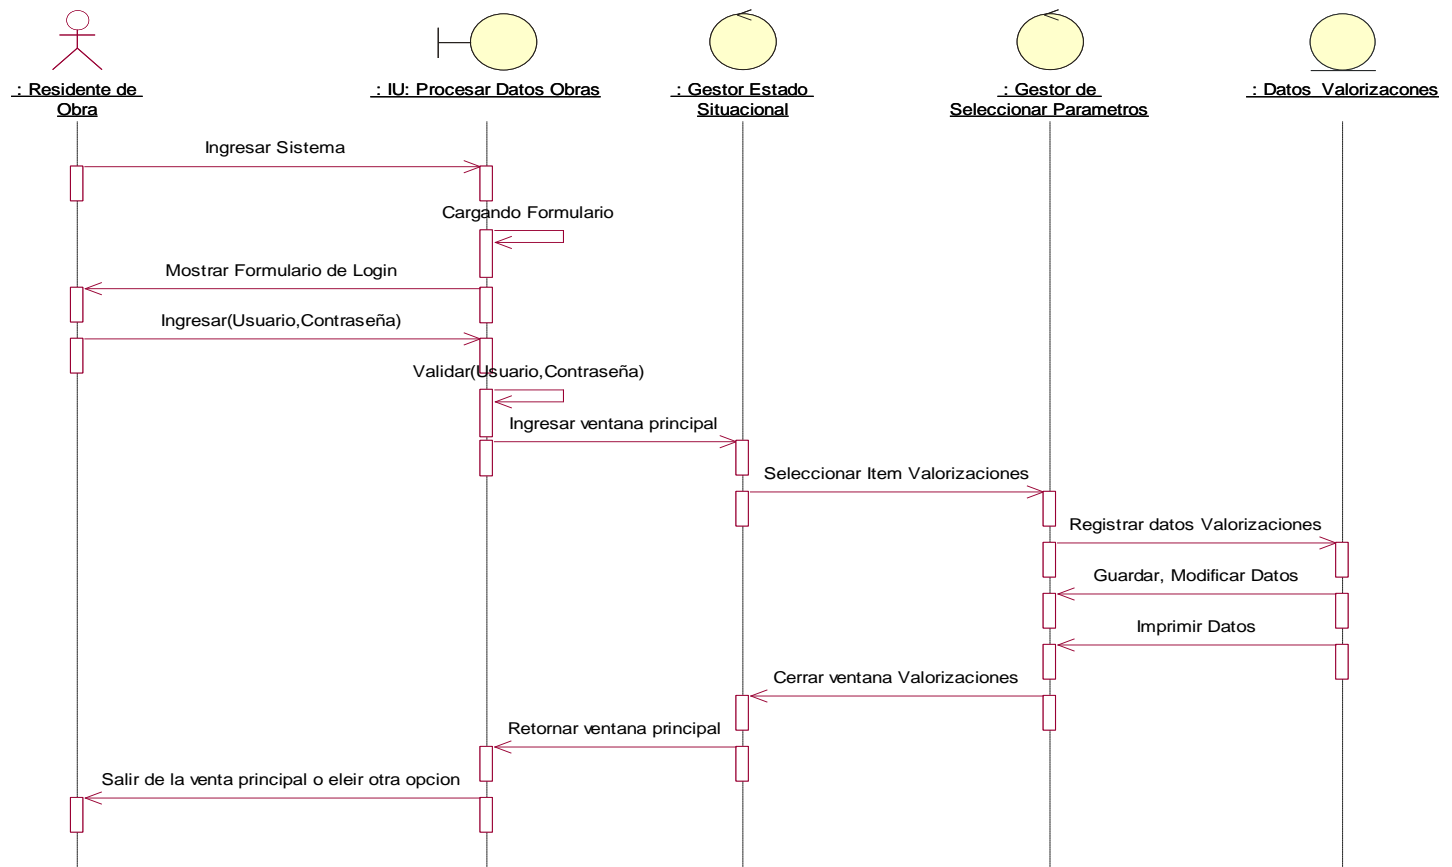 : Residente de
Obra
: IU: Procesar Datos Obras
: Gestor Estado
Situacional
: Gestor de
Seleccionar Parametros
: Datos Valorizacones
Ingresar Sistema
Cargando Formulario
Mostrar Formulario de Login
Ingresar(Usuario,Contraseña)
Validar(Usuario,Contraseña)
Ingresar ventana principal
Seleccionar Item Valorizaciones
Registrar datos Valorizaciones
Guardar, Modificar Datos
Imprimir Datos
Cerrar ventana Valorizaciones
Retornar ventana principal
Salir de la venta principal o eleir otra opcion